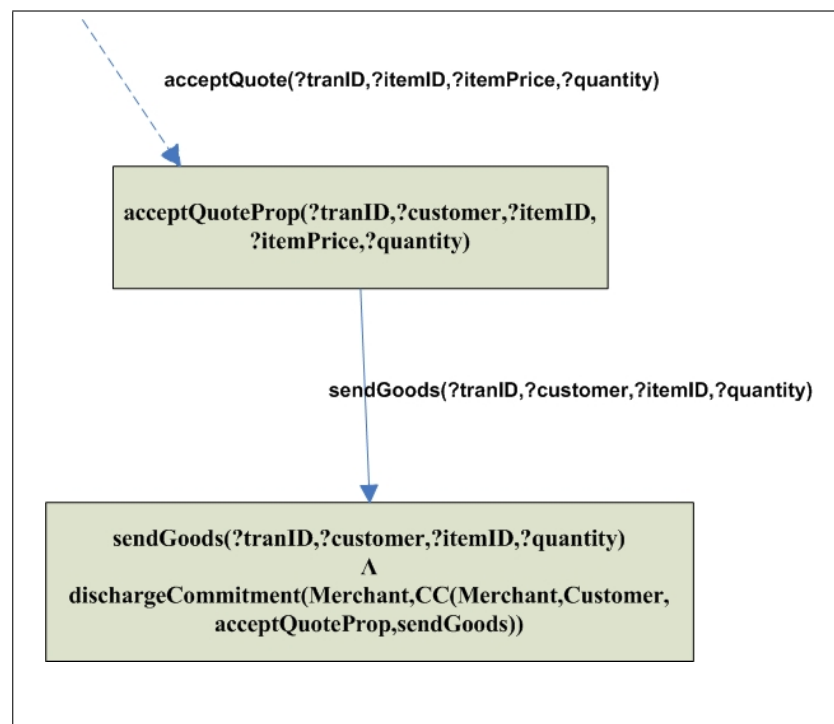 acceptQuote(?tranID,?itemID,?itemPrice,?quantity)
acceptQuoteProp(?tranID,?customer,?itemID,
?itemPrice,?quantity)
sendGoods(?tranID,?customer,?itemID,?quantity)
sendGoods(?tranID,?customer,?itemID,?quantity)
Λ
dischargeCommitment(Merchant,CC(Merchant,Customer,
acceptQuoteProp,sendGoods))